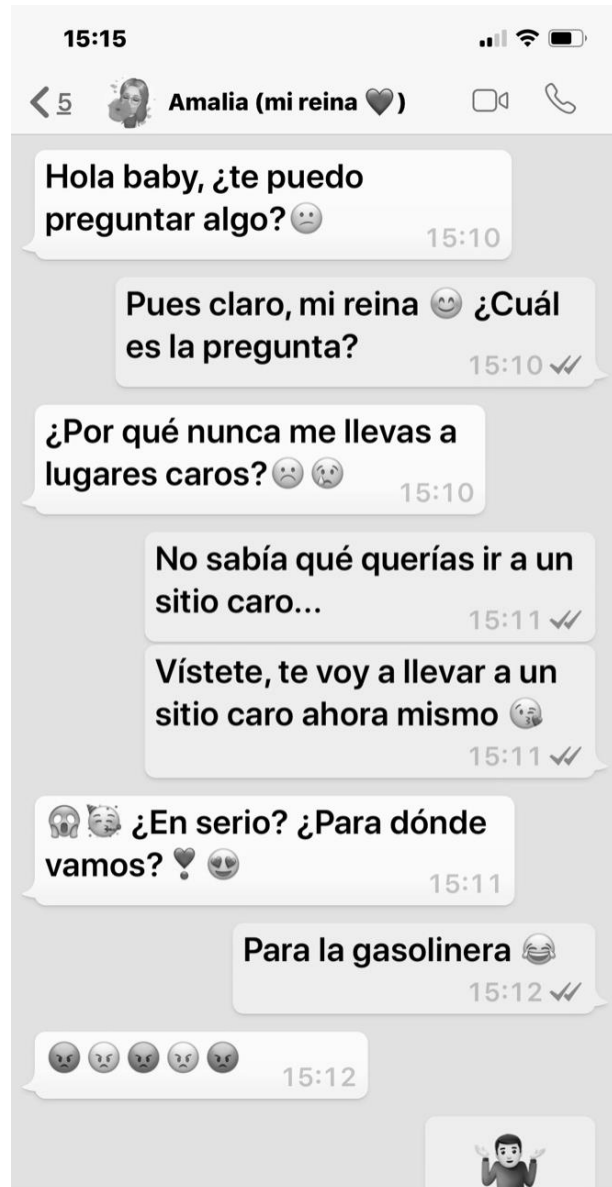 15:15
5 Amalia (mi reina 🖤)
Hola baby, ¿te puedo
preguntar algo?😕
15:10
Pues claro, mi reina 😊 ¿Cuál
es la pregunta?
15:10
¿Por qué nunca me llevas a
lugares caros?☹️😢
15:10
No sabía qué querías ir a un
sitio caro...
15:11
Vístete, te voy a llevar a un
sitio caro ahora mismo 😘
15:11
😱🥳 ¿En serio? ¿Para dónde
vamos?❣️😍
15:11
Para la gasolinera 😂
15:12
😡😠😡😠😡
15:12
🤷‍♂️